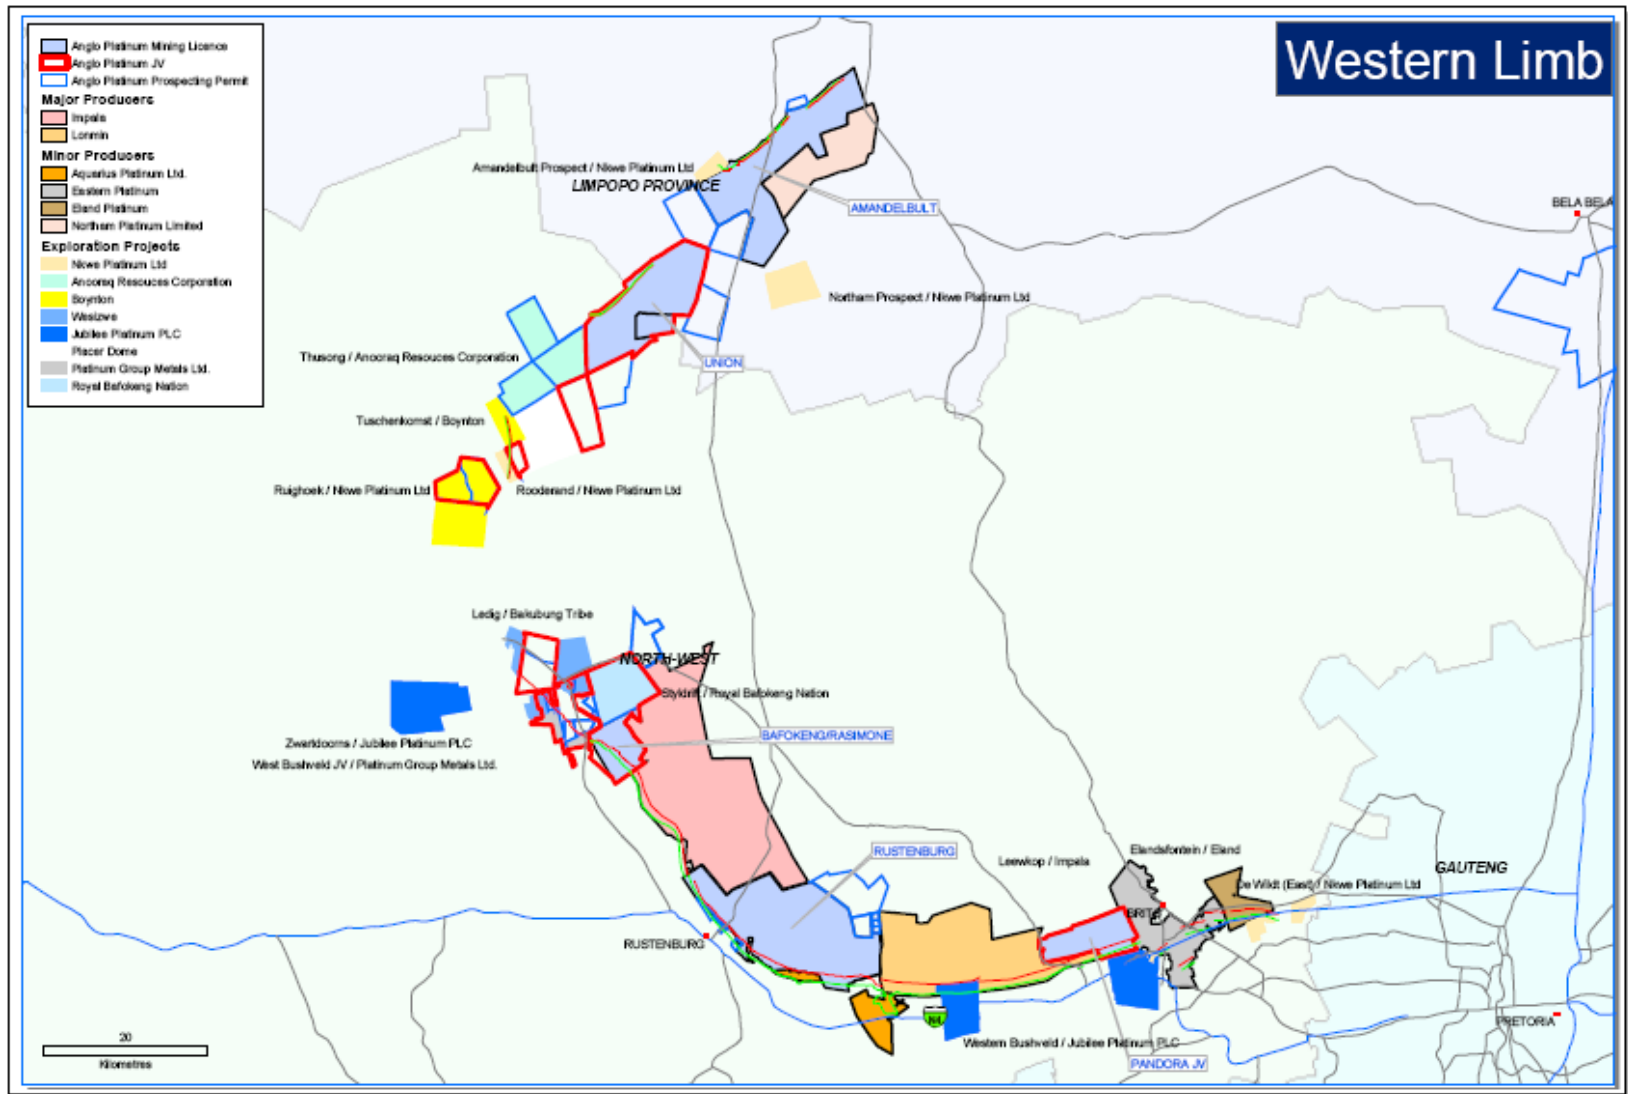 Western Limb
Anglo Platinum Mining Licence
Anglo Platinum JV
Anglo Platinum Prospecting Permit
Major Producers
Impala
Lonmin
Minor Producers
Aquarius Platinum Ltd.
Eastern Platinum
Eland Platinum
Northam Platinum Limited
Exploration Projects
Nkwe Platinum Ltd
Anooraq Resouces Corporation
Boynton
Wesizwe
Jubilee Platinum PLC
Placer Dome
Platinum Group Metals Ltd.
Royal Bafokeng Nation
Amandelbult Prospect / Nkwe Platinum Ltd
LIMPOPO PROVINCE
AMANDELBULT
BELA BELA
Northam Prospect / Nkwe Platinum Ltd
Thusong / Anooraq Resouces Corporation
UNION
Tuschenkomst / Boynton
Ruighoek / Nkwe Platinum Ltd
Rooderand / Nkwe Platinum Ltd
Ledig / Bakubung Tribe
NORTH-WEST
Styldrift / Royal Bafokeng Nation
BAFOKENG/RASIMONE
Zwartdoorns / Jubilee Platinum PLC
West Bushveld JV / Platinum Group Metals Ltd.
RUSTENBURG
Leewkop / Impala
Elandsfontein / Eland
GAUTENG
De Wildt (East) / Nkwe Platinum Ltd
BRITS
RUSTENBURG
N4
PRETORIA
Western Bushveld / Jubilee Platinum PLC
PANDORA JV
20
Kilometres